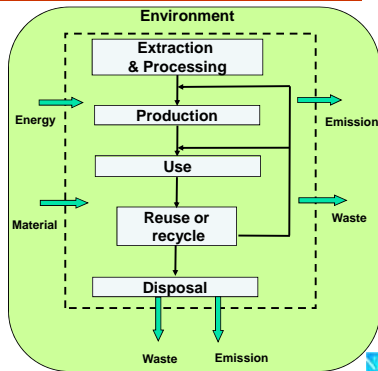 Environment
Extraction
& Processing
Energy
Emission
Production
Use
Material
Reuse or
recycle
Waste
Disposal
Waste
Emission